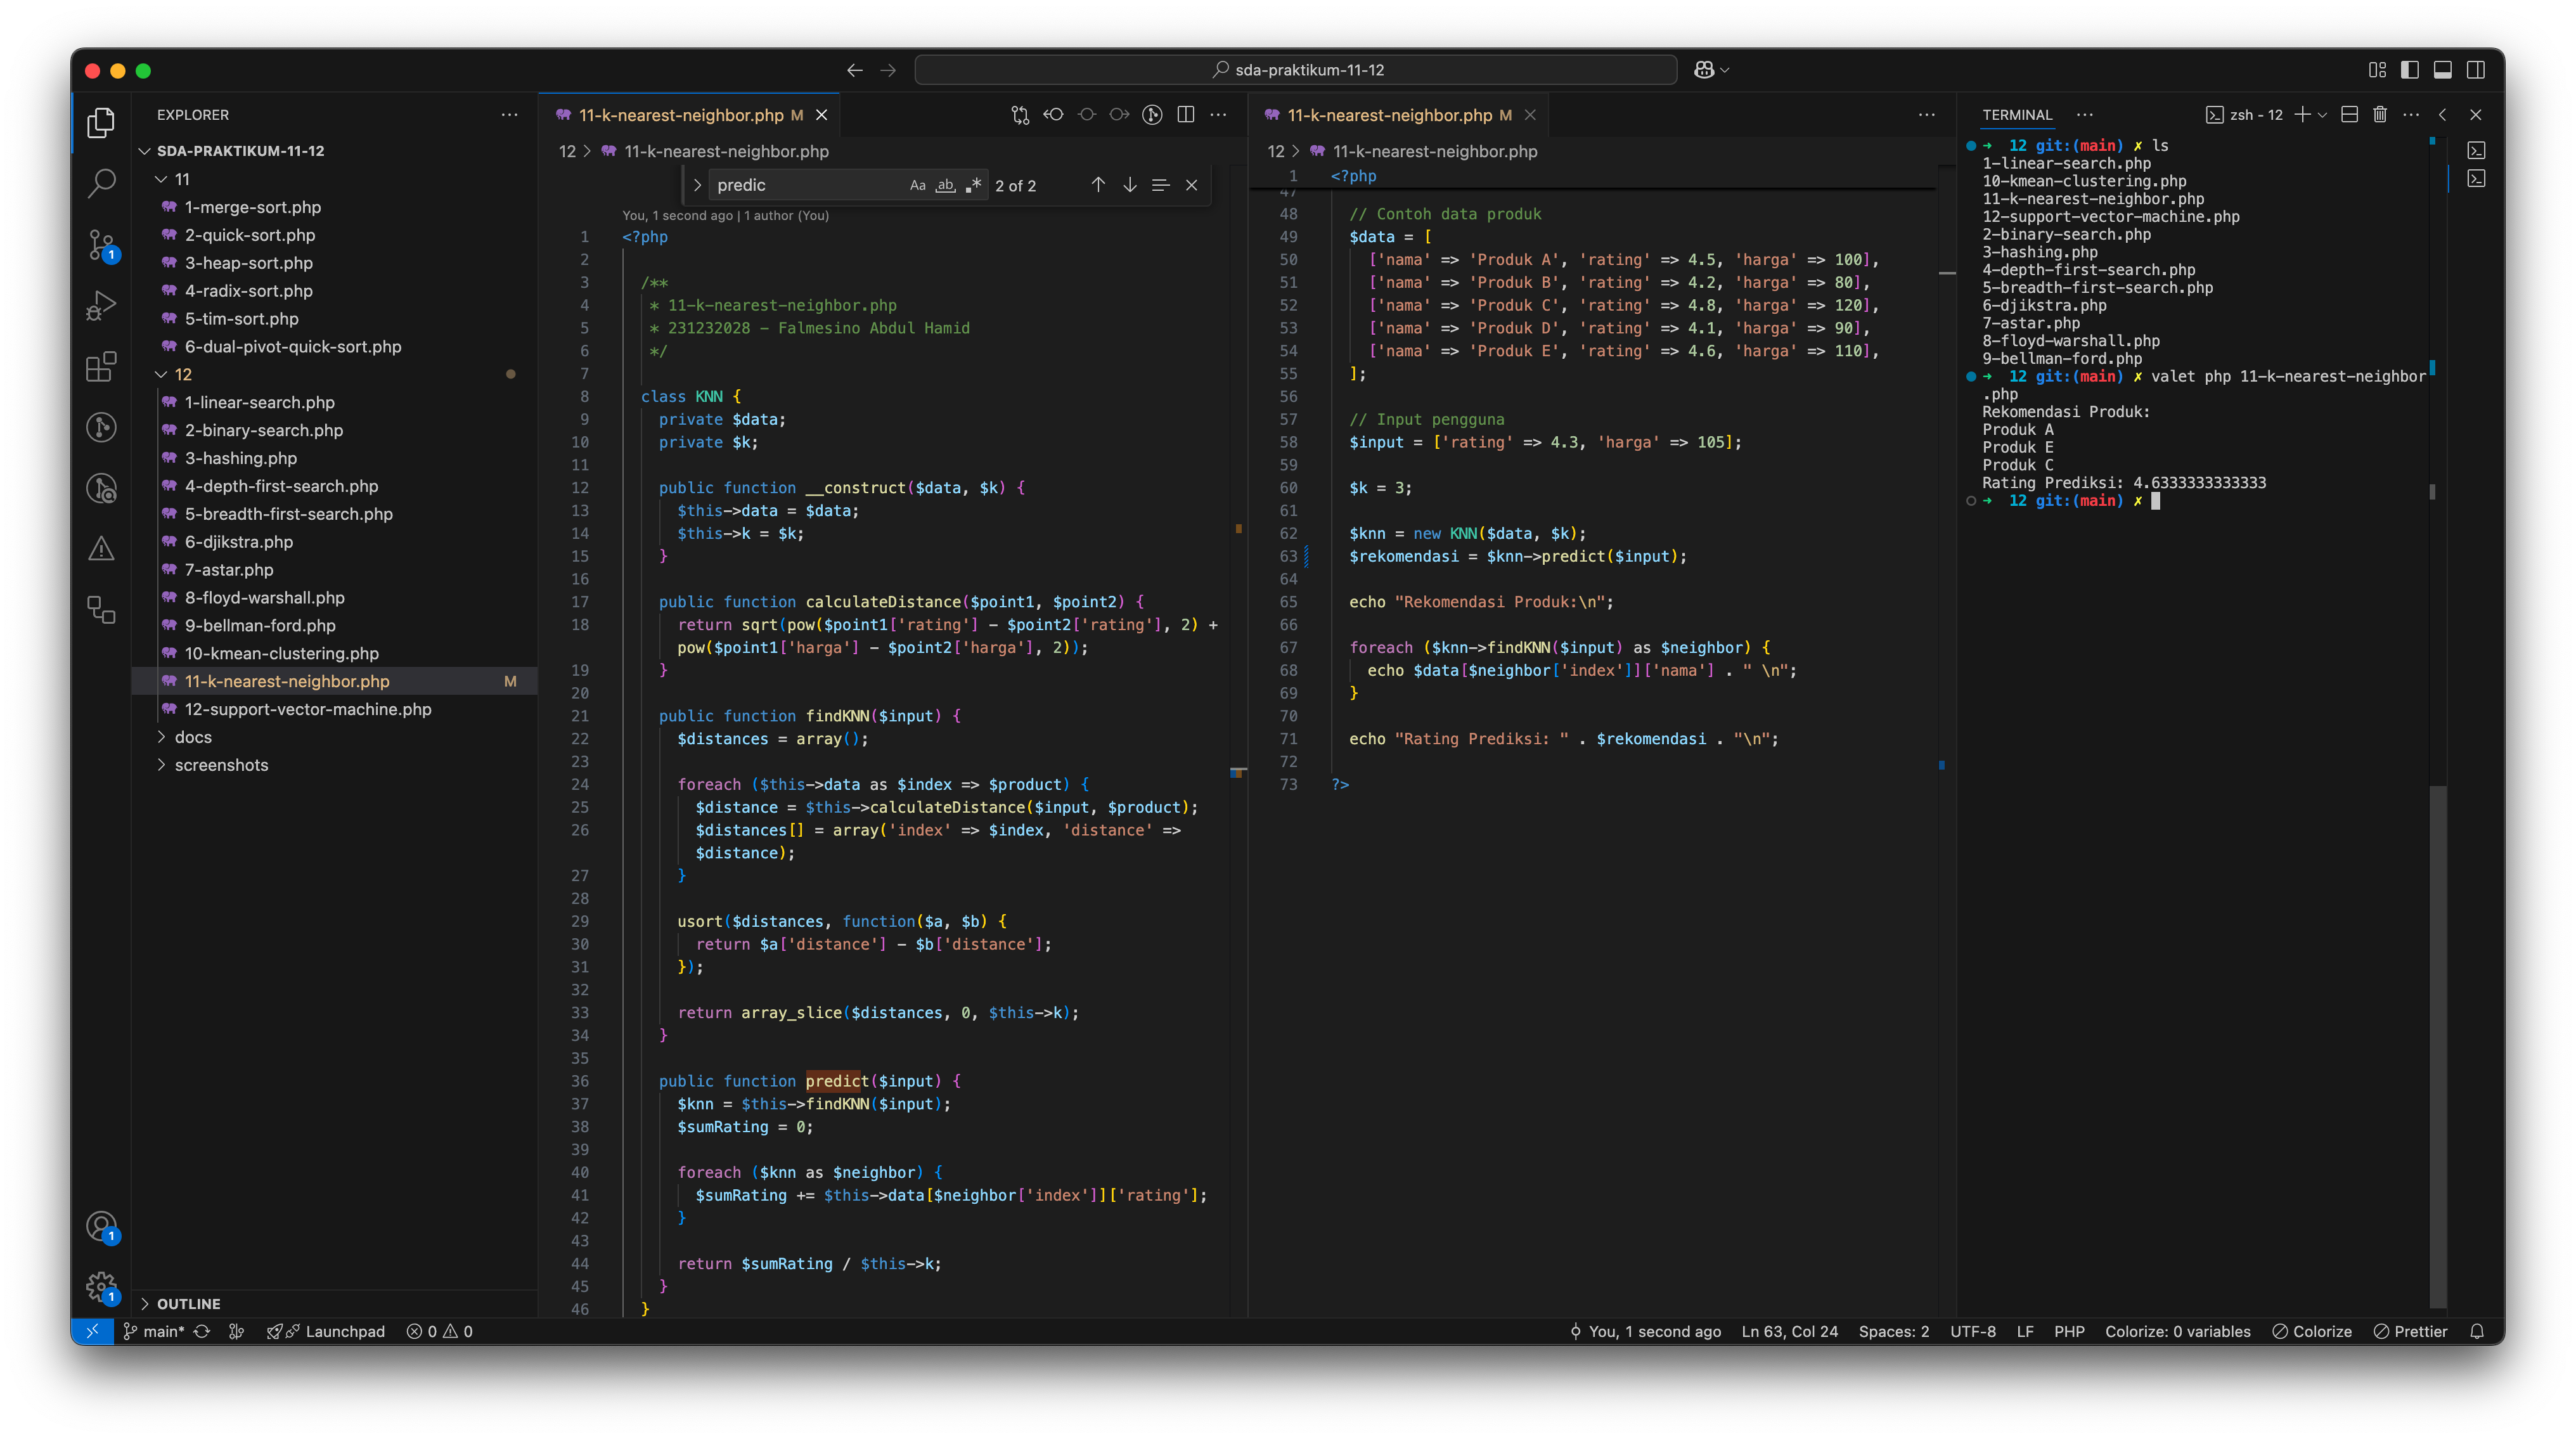 sda-praktikum-11-12
EXPLORER
SDA-PRAKTIKUM-11-12
11
1-merge-sort.php
2-quick-sort.php
3-heap-sort.php
4-radix-sort.php
5-tim-sort.php
6-dual-pivot-quick-sort.php
12
1-linear-search.php
2-binary-search.php
3-hashing.php
4-depth-first-search.php
5-breadth-first-search.php
6-djikstra.php
7-astar.php
8-floyd-warshall.php
9-bellman-ford.php
10-kmean-clustering.php
11-k-nearest-neighbor.php M
12-support-vector-machine.php
docs
screenshots
OUTLINE
1
1
1
11-k-nearest-neighbor.php M
12 > 11-k-nearest-neighbor.php
predic Aa ab .* 2 of 2
You, 1 second ago | 1 author (You)
1 <?php
2
3 /**
4 * 11-k-nearest-neighbor.php
5 * 231232028 - Falmesino Abdul Hamid
6 */
7
8 class KNN {
9 private $data;
10 private $k;
11
12 public function __construct($data, $k) {
13 $this->data = $data;
14 $this->k = $k;
15 }
16
17 public function calculateDistance($point1, $point2) {
18 return sqrt(pow($point1['rating'] - $point2['rating'], 2) +
pow($point1['harga'] - $point2['harga'], 2));
19 }
20
21 public function findKNN($input) {
22 $distances = array();
23
24 foreach ($this->data as $index => $product) {
25 $distance = $this->calculateDistance($input, $product);
26 $distances[] = array('index' => $index, 'distance' =>
$distance);
27 }
28
29 usort($distances, function($a, $b) {
30 return $a['distance'] - $b['distance'];
31 });
32
33 return array_slice($distances, 0, $this->k);
34 }
35
36 public function predict($input) {
37 $knn = $this->findKNN($input);
38 $sumRating = 0;
39
40 foreach ($knn as $neighbor) {
41 $sumRating += $this->data[$neighbor['index']]['rating'];
42 }
43
44 return $sumRating / $this->k;
45 }
46 }
11-k-nearest-neighbor.php M
12 > 11-k-nearest-neighbor.php
1 <?php
47
48 // Contoh data produk
49 $data = [
50 ['nama' => 'Produk A', 'rating' => 4.5, 'harga' => 100],
51 ['nama' => 'Produk B', 'rating' => 4.2, 'harga' => 80],
52 ['nama' => 'Produk C', 'rating' => 4.8, 'harga' => 120],
53 ['nama' => 'Produk D', 'rating' => 4.1, 'harga' => 90],
54 ['nama' => 'Produk E', 'rating' => 4.6, 'harga' => 110],
55 ];
56
57 // Input pengguna
58 $input = ['rating' => 4.3, 'harga' => 105];
59
60 $k = 3;
61
62 $knn = new KNN($data, $k);
63 $rekomendasi = $knn->predict($input);
64
65 echo "Rekomendasi Produk:\n";
66
67 foreach ($knn->findKNN($input) as $neighbor) {
68 echo $data[$neighbor['index']]['nama'] . " \n";
69 }
70
71 echo "Rating Prediksi: " . $rekomendasi . "\n";
72
73 ?>
TERMINAL
zsh - 12
➜ 12 git:(main) ✗ ls
1-linear-search.php
10-kmean-clustering.php
11-k-nearest-neighbor.php
12-support-vector-machine.php
2-binary-search.php
3-hashing.php
4-depth-first-search.php
5-breadth-first-search.php
6-djikstra.php
7-astar.php
8-floyd-warshall.php
9-bellman-ford.php
➜ 12 git:(main) ✗ valet php 11-k-nearest-neighbor
.php
Rekomendasi Produk:
Produk A
Produk E
Produk C
Rating Prediksi: 4.6333333333333
➜ 12 git:(main) ✗
main* Launchpad 0 0
You, 1 second ago Ln 63, Col 24 Spaces: 2 UTF-8 LF PHP Colorize: 0 variables Colorize Prettier